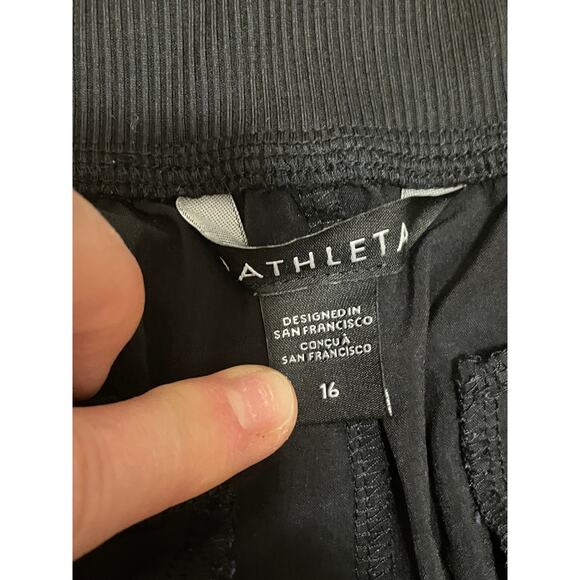 ATHLETA
DESIGNED IN
SAN FRANCISCO
CONÇU À
SAN FRANCISCO
16